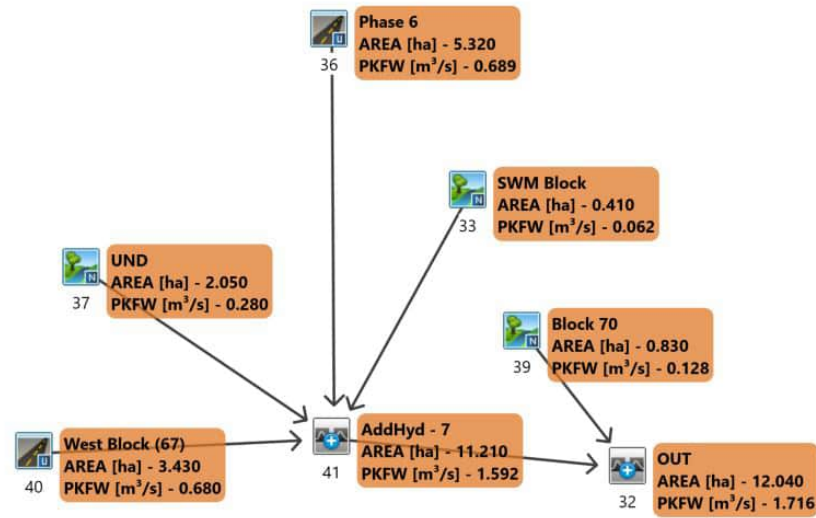 Phase 6
AREA [ha] - 5.320
PKFW [m³/s] - 0.689
U
36
SWM Block
AREA [ha] - 0.410
PKFW [m³/s] - 0.062
N
33
UND
AREA [ha] - 2.050
PKFW [m³/s] - 0.280
N
37
Block 70
AREA [ha] - 0.830
PKFW [m³/s] - 0.128
N
39
West Block (67)
AREA [ha] - 3.430
PKFW [m³/s] - 0.680
U
40
AddHyd - 7
AREA [ha] - 11.210
PKFW [m³/s] - 1.592
41
OUT
AREA [ha] - 12.040
PKFW [m³/s] - 1.716
32